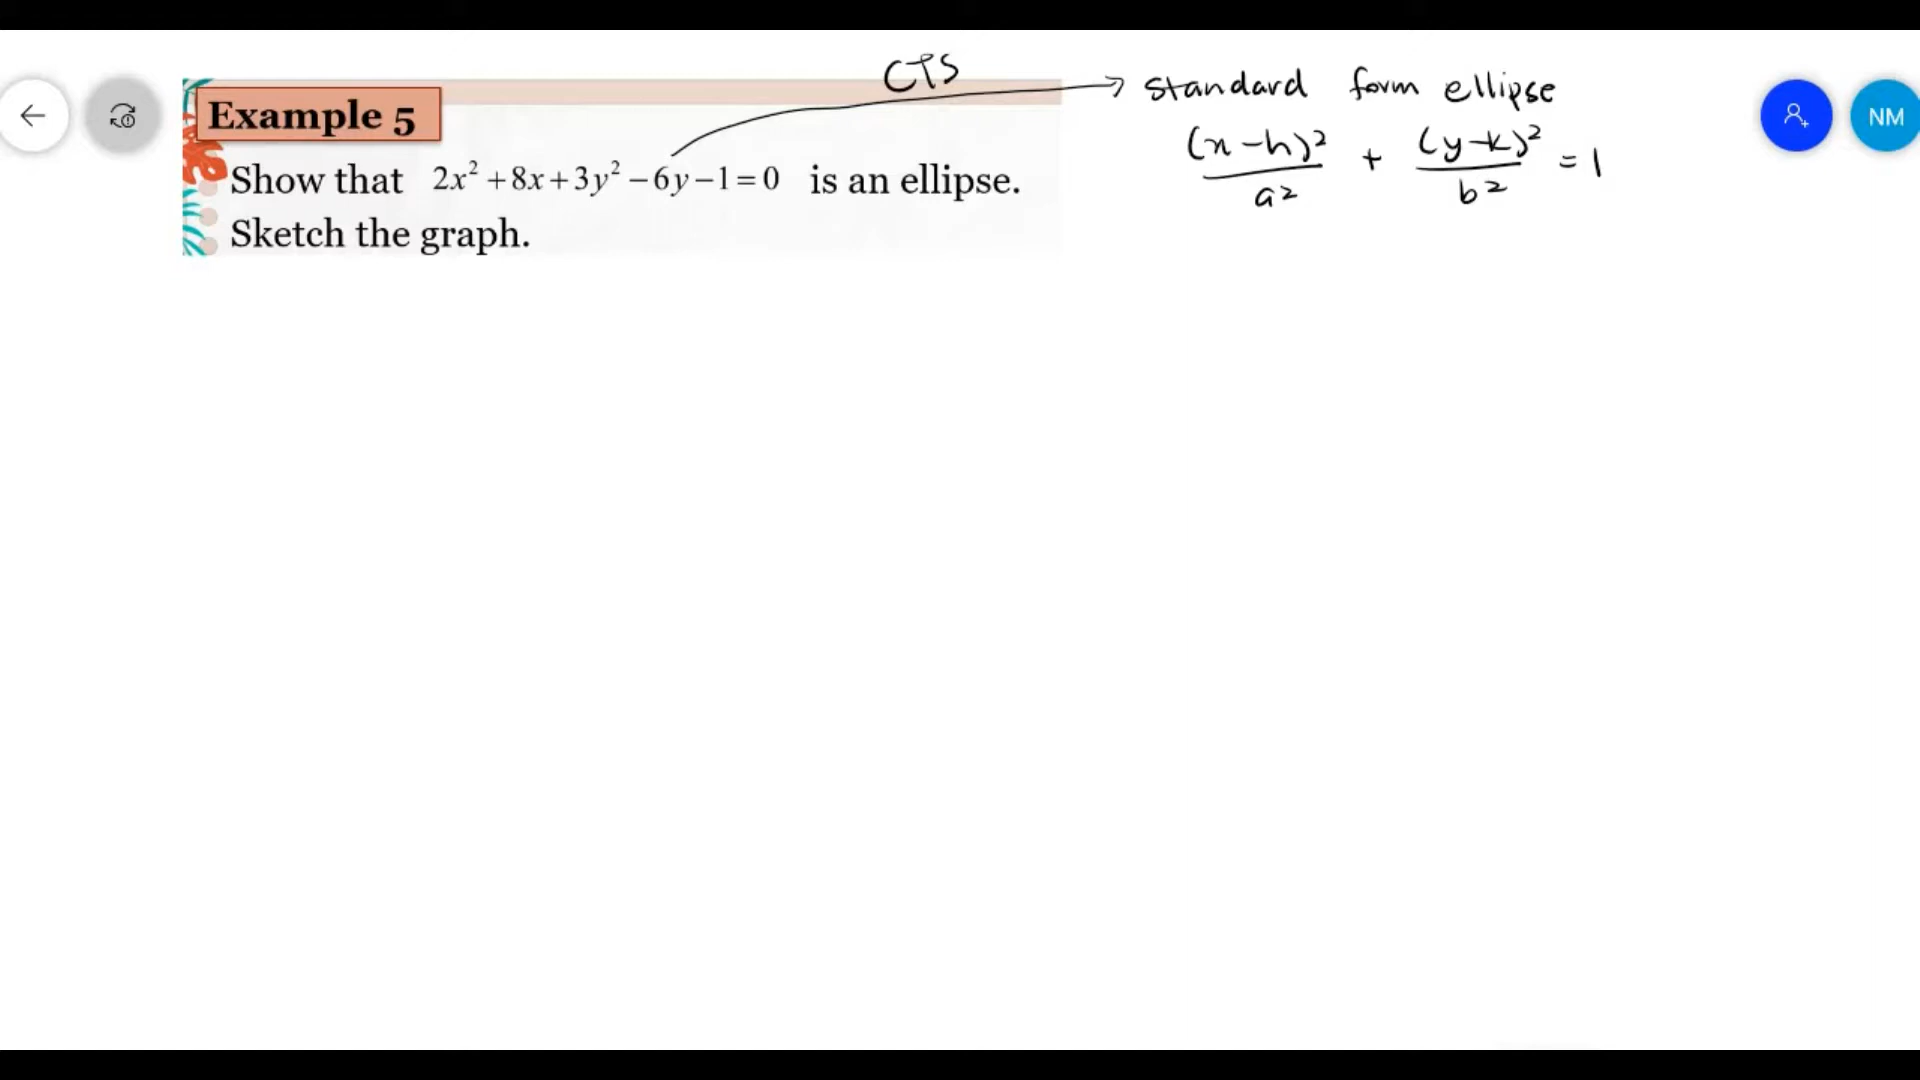 CTS
standard form ellipse
Example 5
(x-h)² / a² + (y-k)² / b² = 1
NM
Show that 2x² + 8x + 3y² − 6y − 1 = 0 is an ellipse.
Sketch the graph.